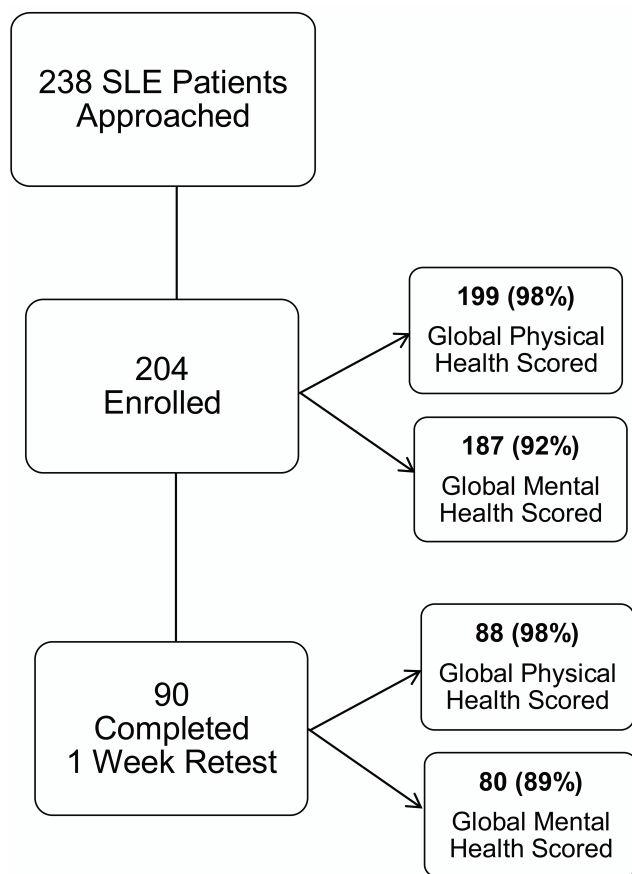 238 SLE Patients
Approached
204
Enrolled
199 (98%)
Global Physical
Health Scored
187 (92%)
Global Mental
Health Scored
90
Completed
1 Week Retest
88 (98%)
Global Physical
Health Scored
80 (89%)
Global Mental
Health Scored